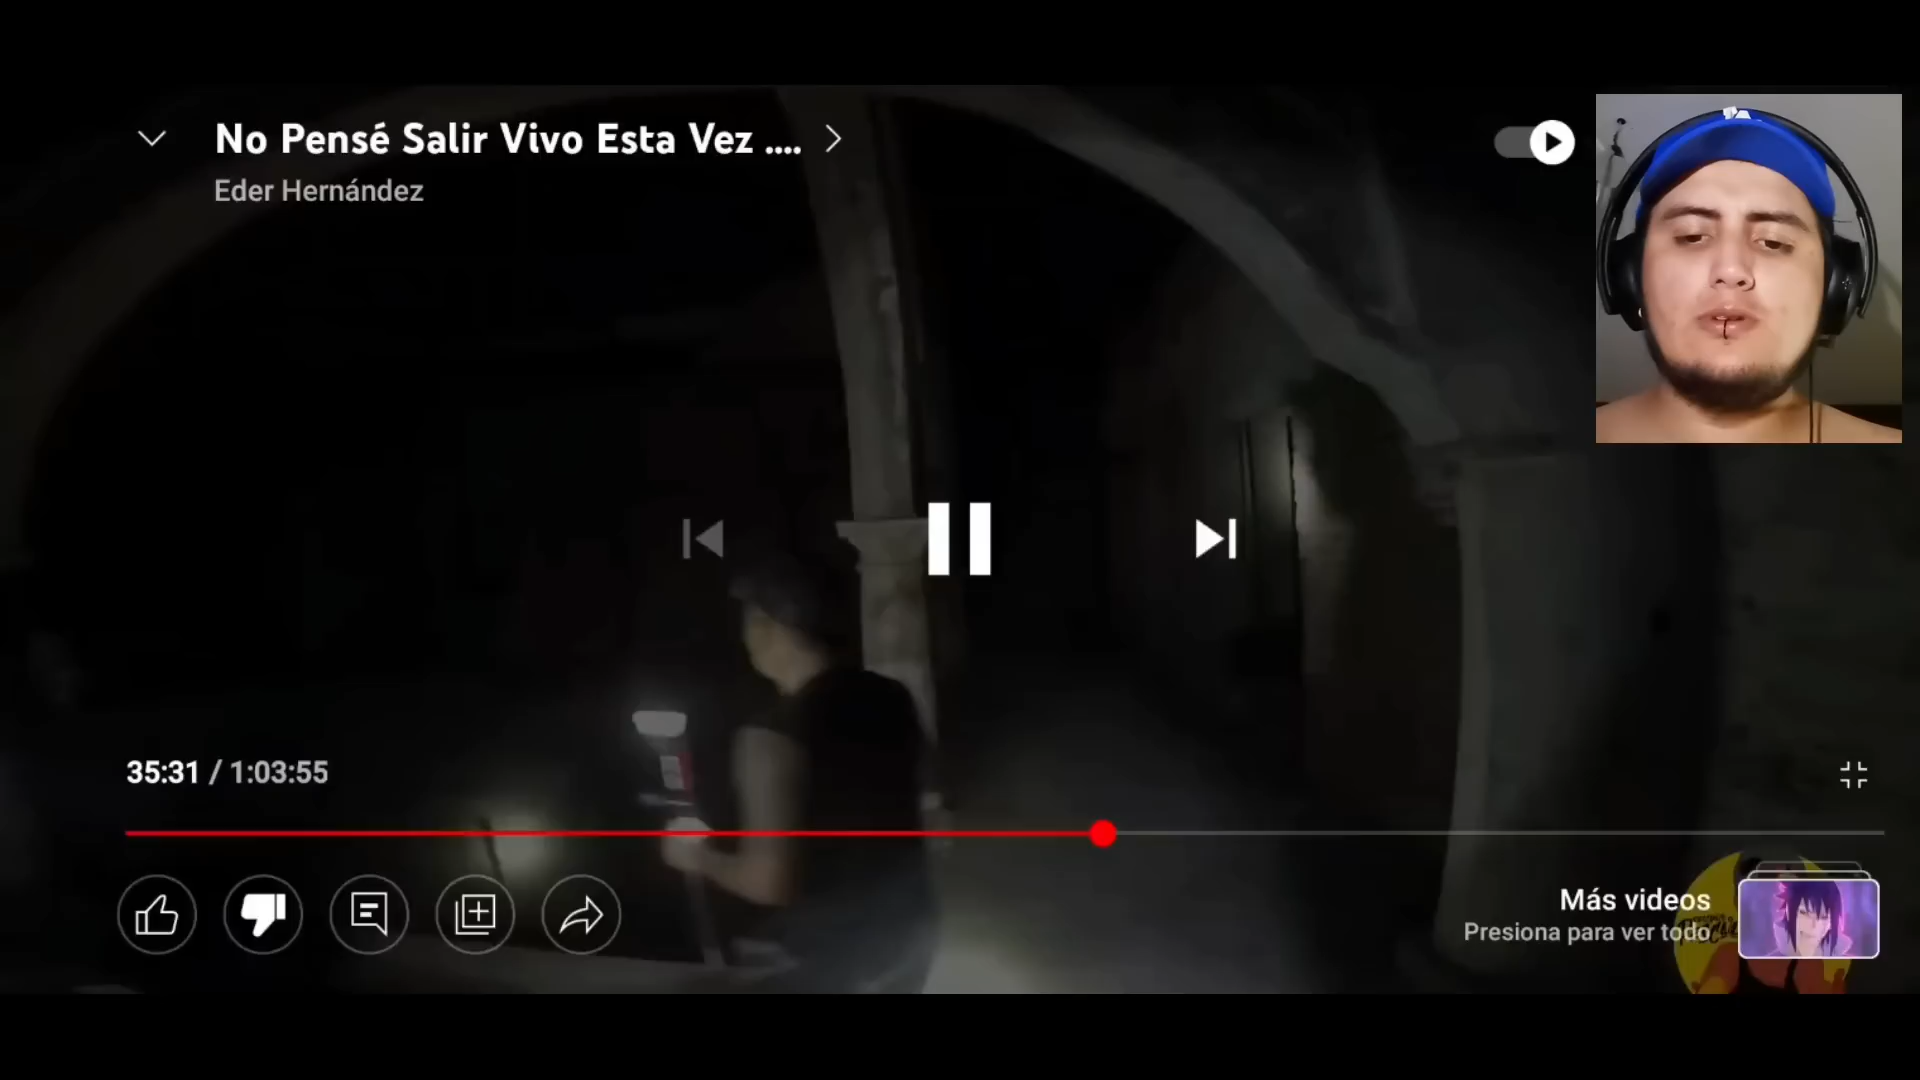 No Pensé Salir Vivo Esta Vez ....
Eder Hernández
35:31 / 1:03:55
Más videos
Presiona para ver todo